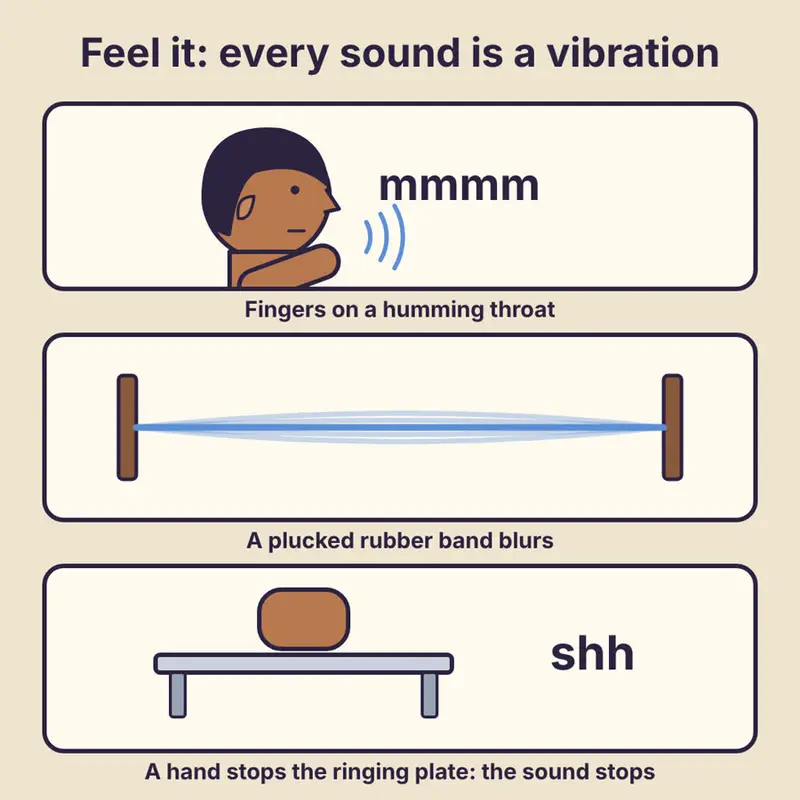 Feel it: every sound is a vibration
mmmm
Fingers on a humming throat
A plucked rubber band blurs
shh
A hand stops the ringing plate: the sound stops